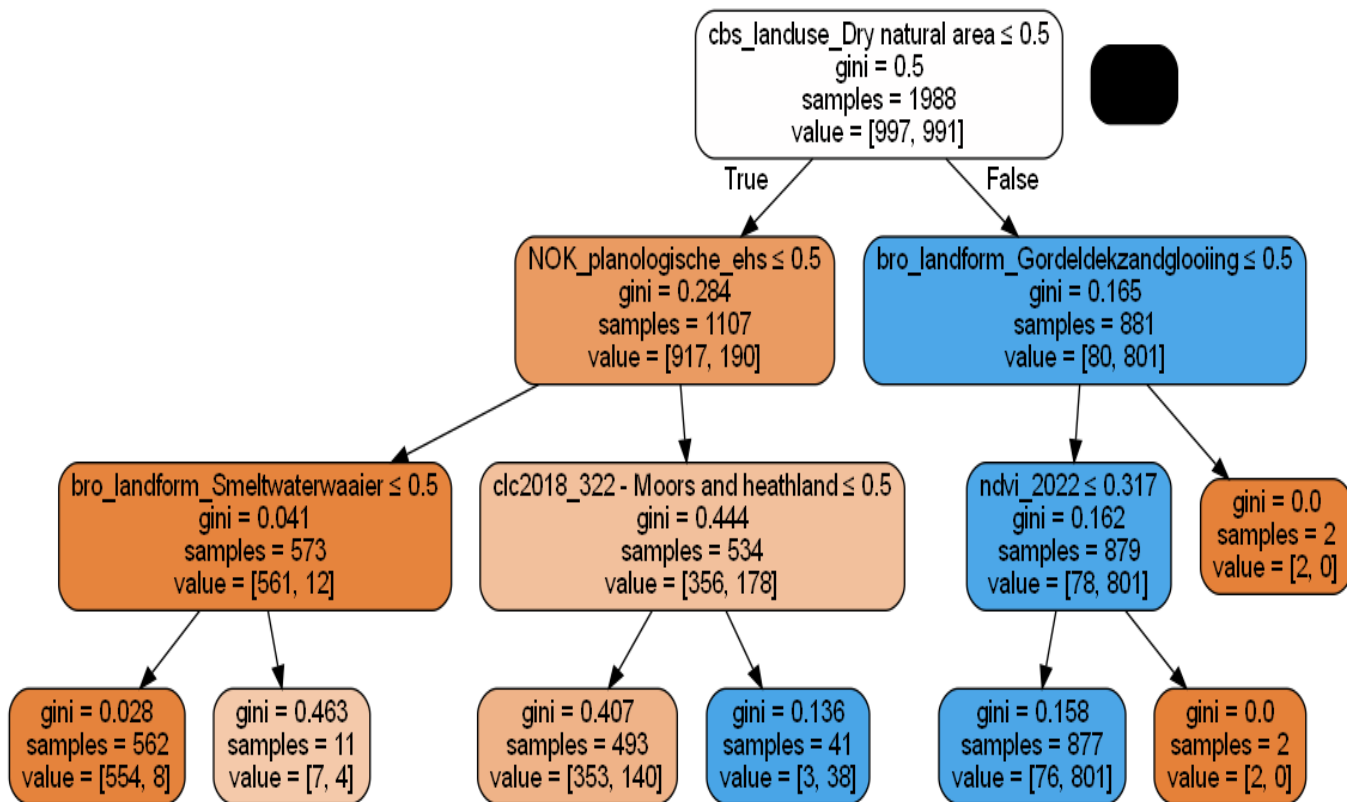 cbs_landuse_Dry natural area ≤ 0.5
gini = 0.5
samples = 1988
value = [997, 991]
True
False
NOK_planologische_ehs ≤ 0.5
gini = 0.284
samples = 1107
value = [917, 190]
bro_landform_Gordeldekzandglooiing ≤ 0.5
gini = 0.165
samples = 881
value = [80, 801]
bro_landform_Smeltwaterwaaier ≤ 0.5
gini = 0.041
samples = 573
value = [561, 12]
clc2018_322 - Moors and heathland ≤ 0.5
gini = 0.444
samples = 534
value = [356, 178]
ndvi_2022 ≤ 0.317
gini = 0.162
samples = 879
value = [78, 801]
gini = 0.0
samples = 2
value = [2, 0]
gini = 0.028
samples = 562
value = [554, 8]
gini = 0.463
samples = 11
value = [7, 4]
gini = 0.407
samples = 493
value = [353, 140]
gini = 0.136
samples = 41
value = [3, 38]
gini = 0.158
samples = 877
value = [76, 801]
gini = 0.0
samples = 2
value = [2, 0]